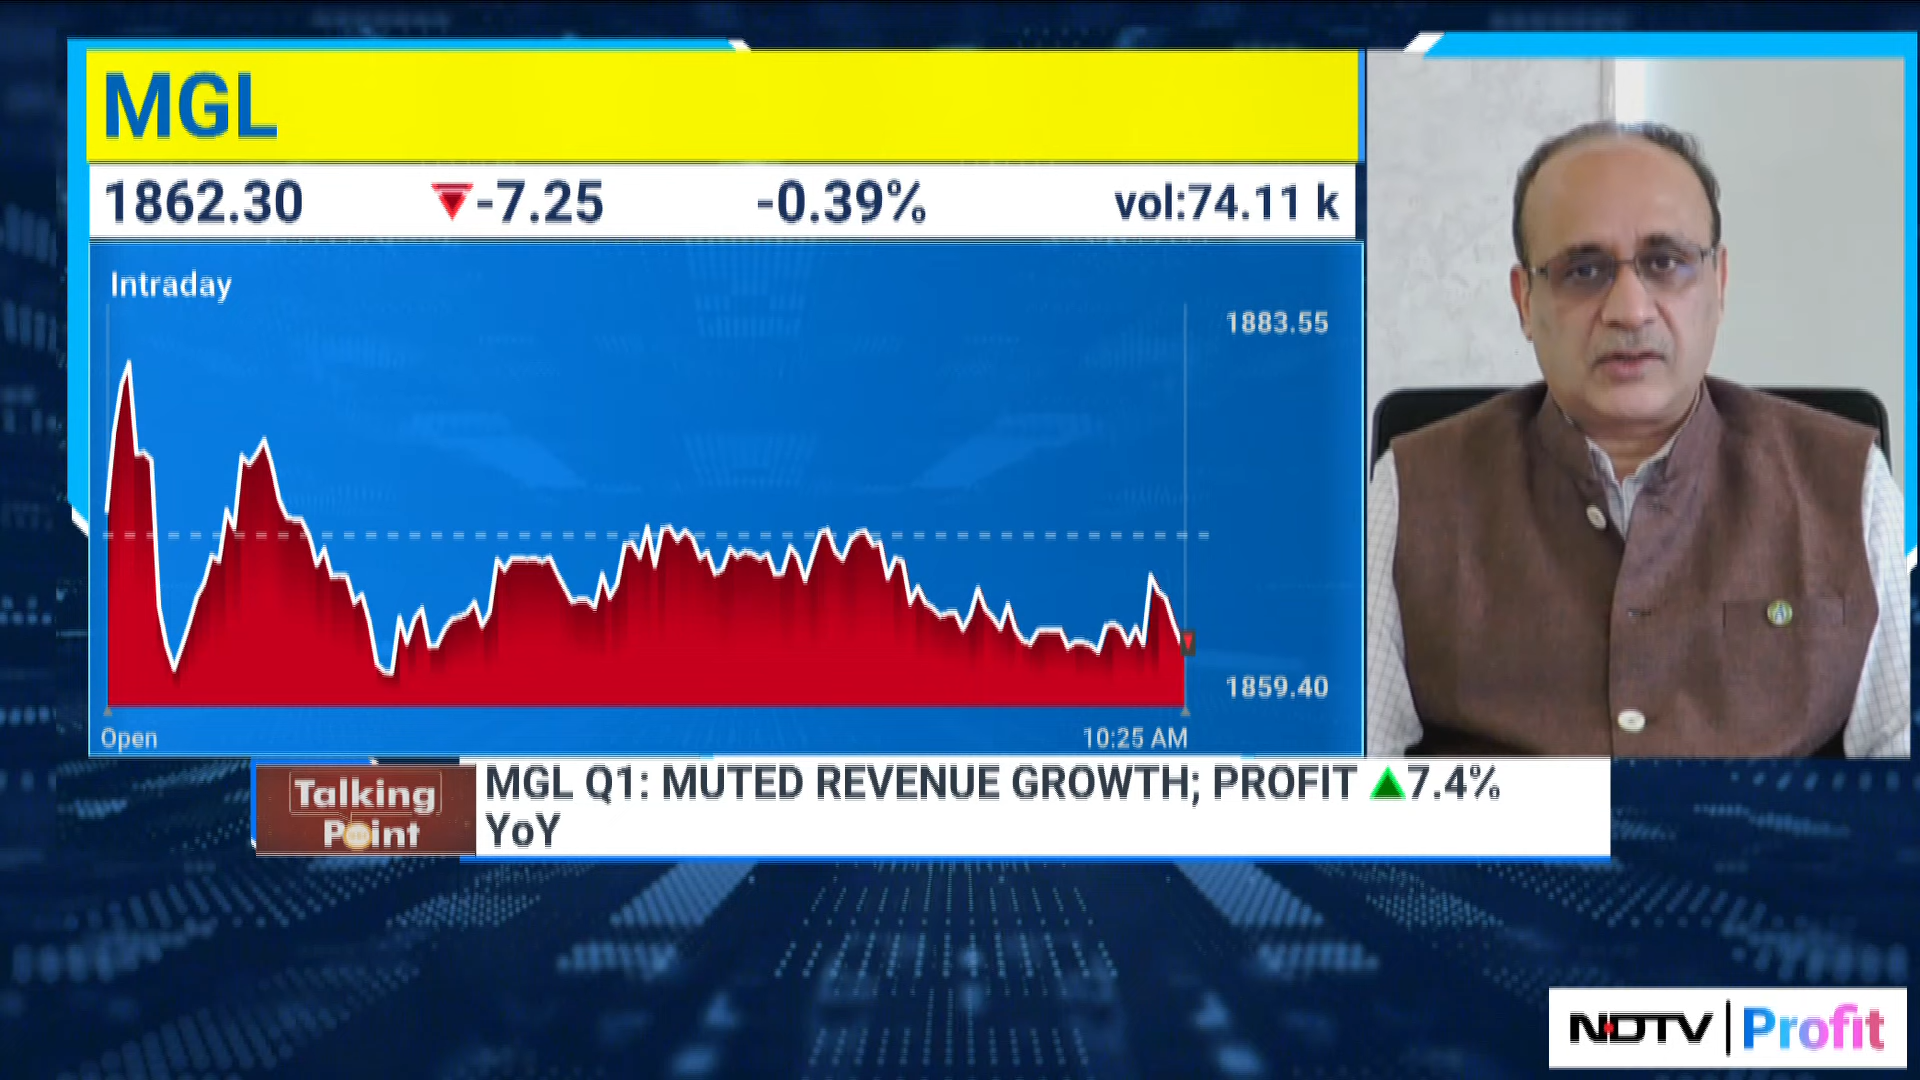 MGL
1862.30 ▼-7.25 -0.39% vol:74.11 k
Intraday
1883.55
1859.40
Open 10:25 AM
Talking
Point
MGL Q1: MUTED REVENUE GROWTH; PROFIT ▲7.4%
YoY
NDTV | Profit